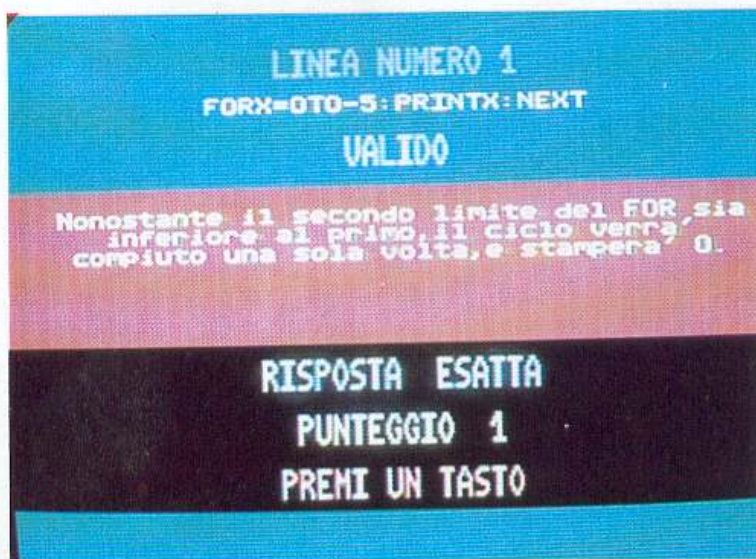 LINEA NUMERO 1
FORX=0TO-5:PRINTX:NEXT
VALIDO
Nonostante il secondo limite del FOR sia
inferiore al primo,il ciclo verra'
compiuto una sola volta,e stampera' 0.
RISPOSTA ESATTA
PUNTEGGIO 1
PREMI UN TASTO